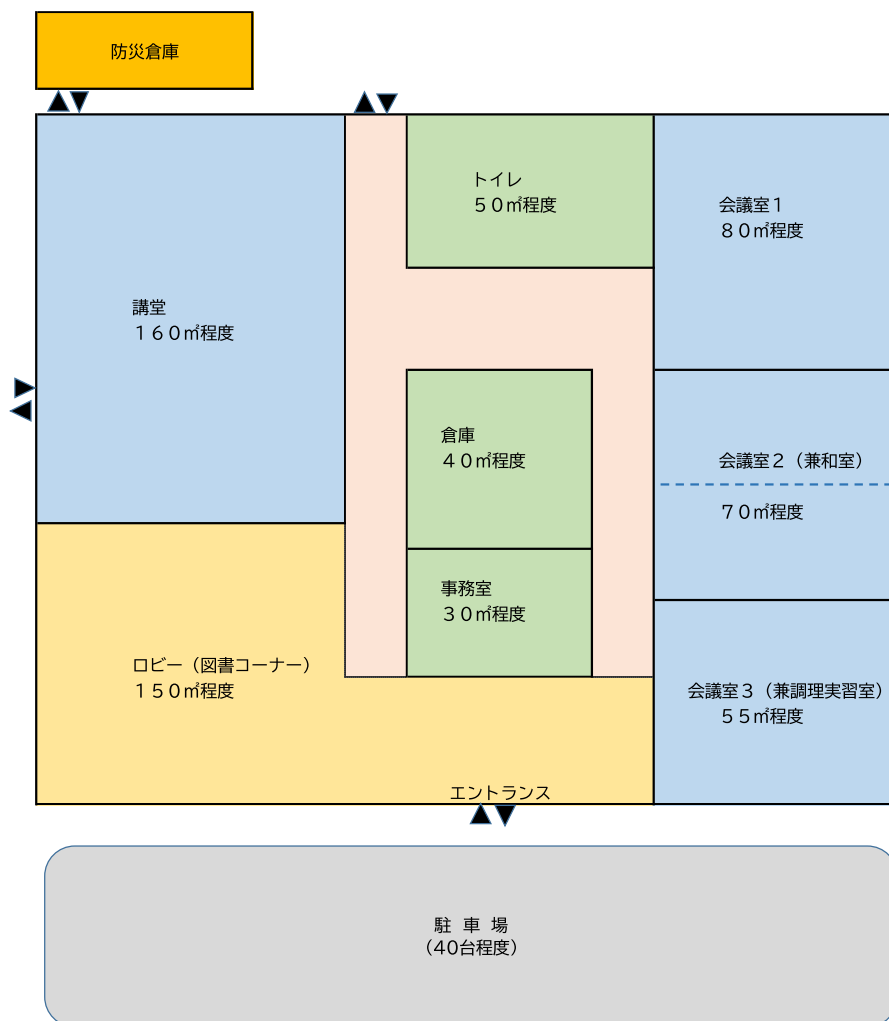 防災倉庫
トイレ
５０㎡程度
会議室１
８０㎡程度
講堂
１６０㎡程度
倉庫
４０㎡程度
会議室２（兼和室）
７０㎡程度
事務室
３０㎡程度
ロビー（図書コーナー）
１５０㎡程度
会議室３（兼調理実習室）
５５㎡程度
エントランス
駐 車 場
（40台程度）